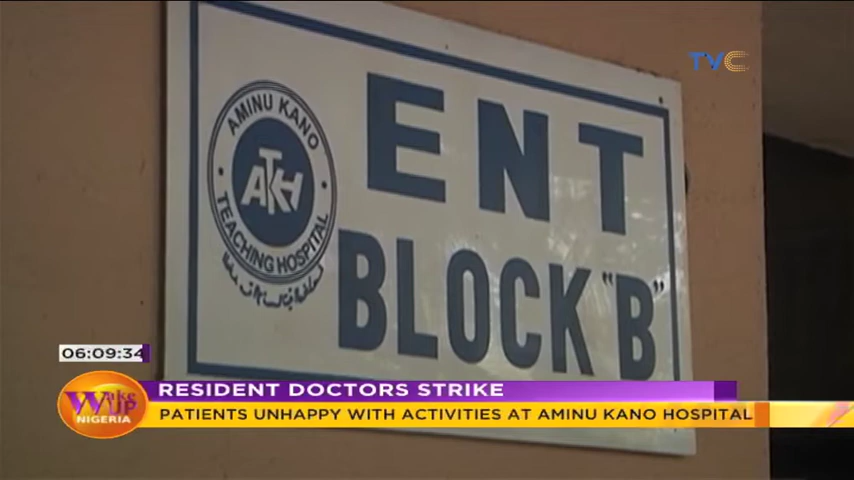 TVC
ENT
BLOCK "B"
AMINU KANO
AKTH
TEACHING HOSPITAL
06:09:34
RESIDENT DOCTORS STRIKE
Wake UP
NIGERIA
PATIENTS UNHAPPY WITH ACTIVITIES AT AMINU KANO HOSPITAL